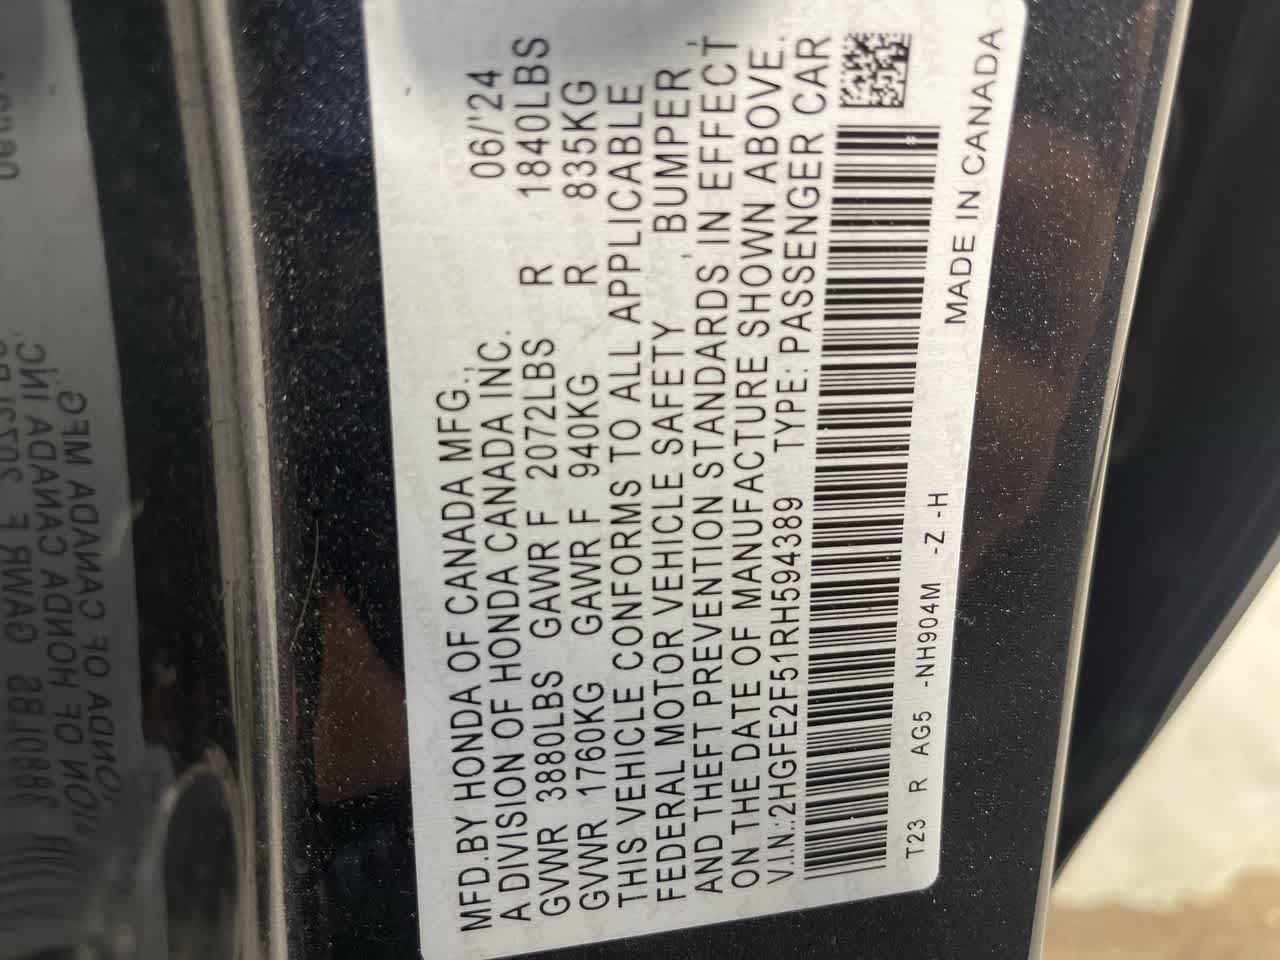 MFD.BY HONDA OF CANADA MFG.,
A DIVISION OF HONDA CANADA INC. 06/'24
GVWR 3880LBS GAWR F 2072LBS R 1840LBS
GVWR 1760KG GAWR F 940KG R 835KG
THIS VEHICLE CONFORMS TO ALL APPLICABLE
FEDERAL MOTOR VEHICLE SAFETY, BUMPER,
AND THEFT PREVENTION STANDARDS IN EFFECT
ON THE DATE OF MANUFACTURE SHOWN ABOVE.
V.I.N.:2HGFE2F51RH594389 TYPE: PASSENGER CAR
T23 R AG5 -NH904M -Z -H
MADE IN CANADA